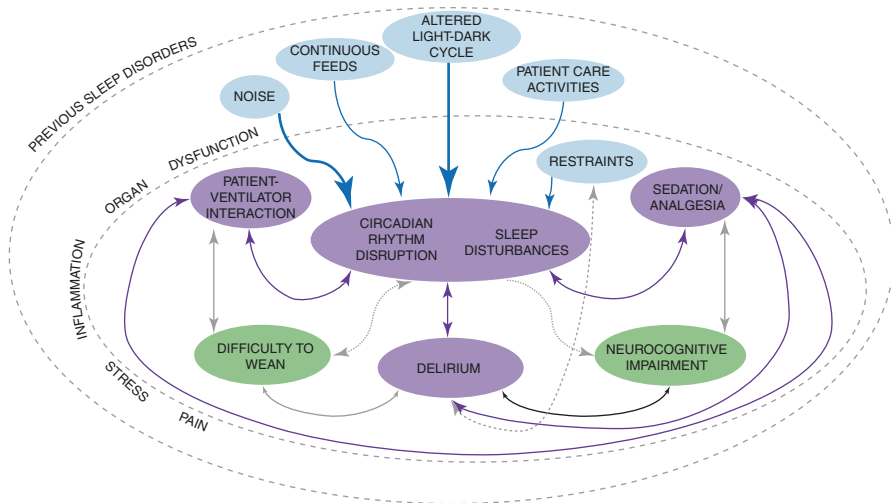 ALTERED
LIGHT-DARK
CYCLE
CONTINUOUS
FEEDS
PATIENT CARE
ACTIVITIES
NOISE
PREVIOUS SLEEP DISORDERS
ORGAN DYSFUNCTION
INFLAMMATION
STRESS
PAIN
RESTRAINTS
PATIENT-
VENTILATOR
INTERACTION
SEDATION/
ANALGESIA
CIRCADIAN
RHYTHM
DISRUPTION
SLEEP
DISTURBANCES
DIFFICULTY TO
WEAN
DELIRIUM
NEUROCOGNITIVE
IMPAIRMENT